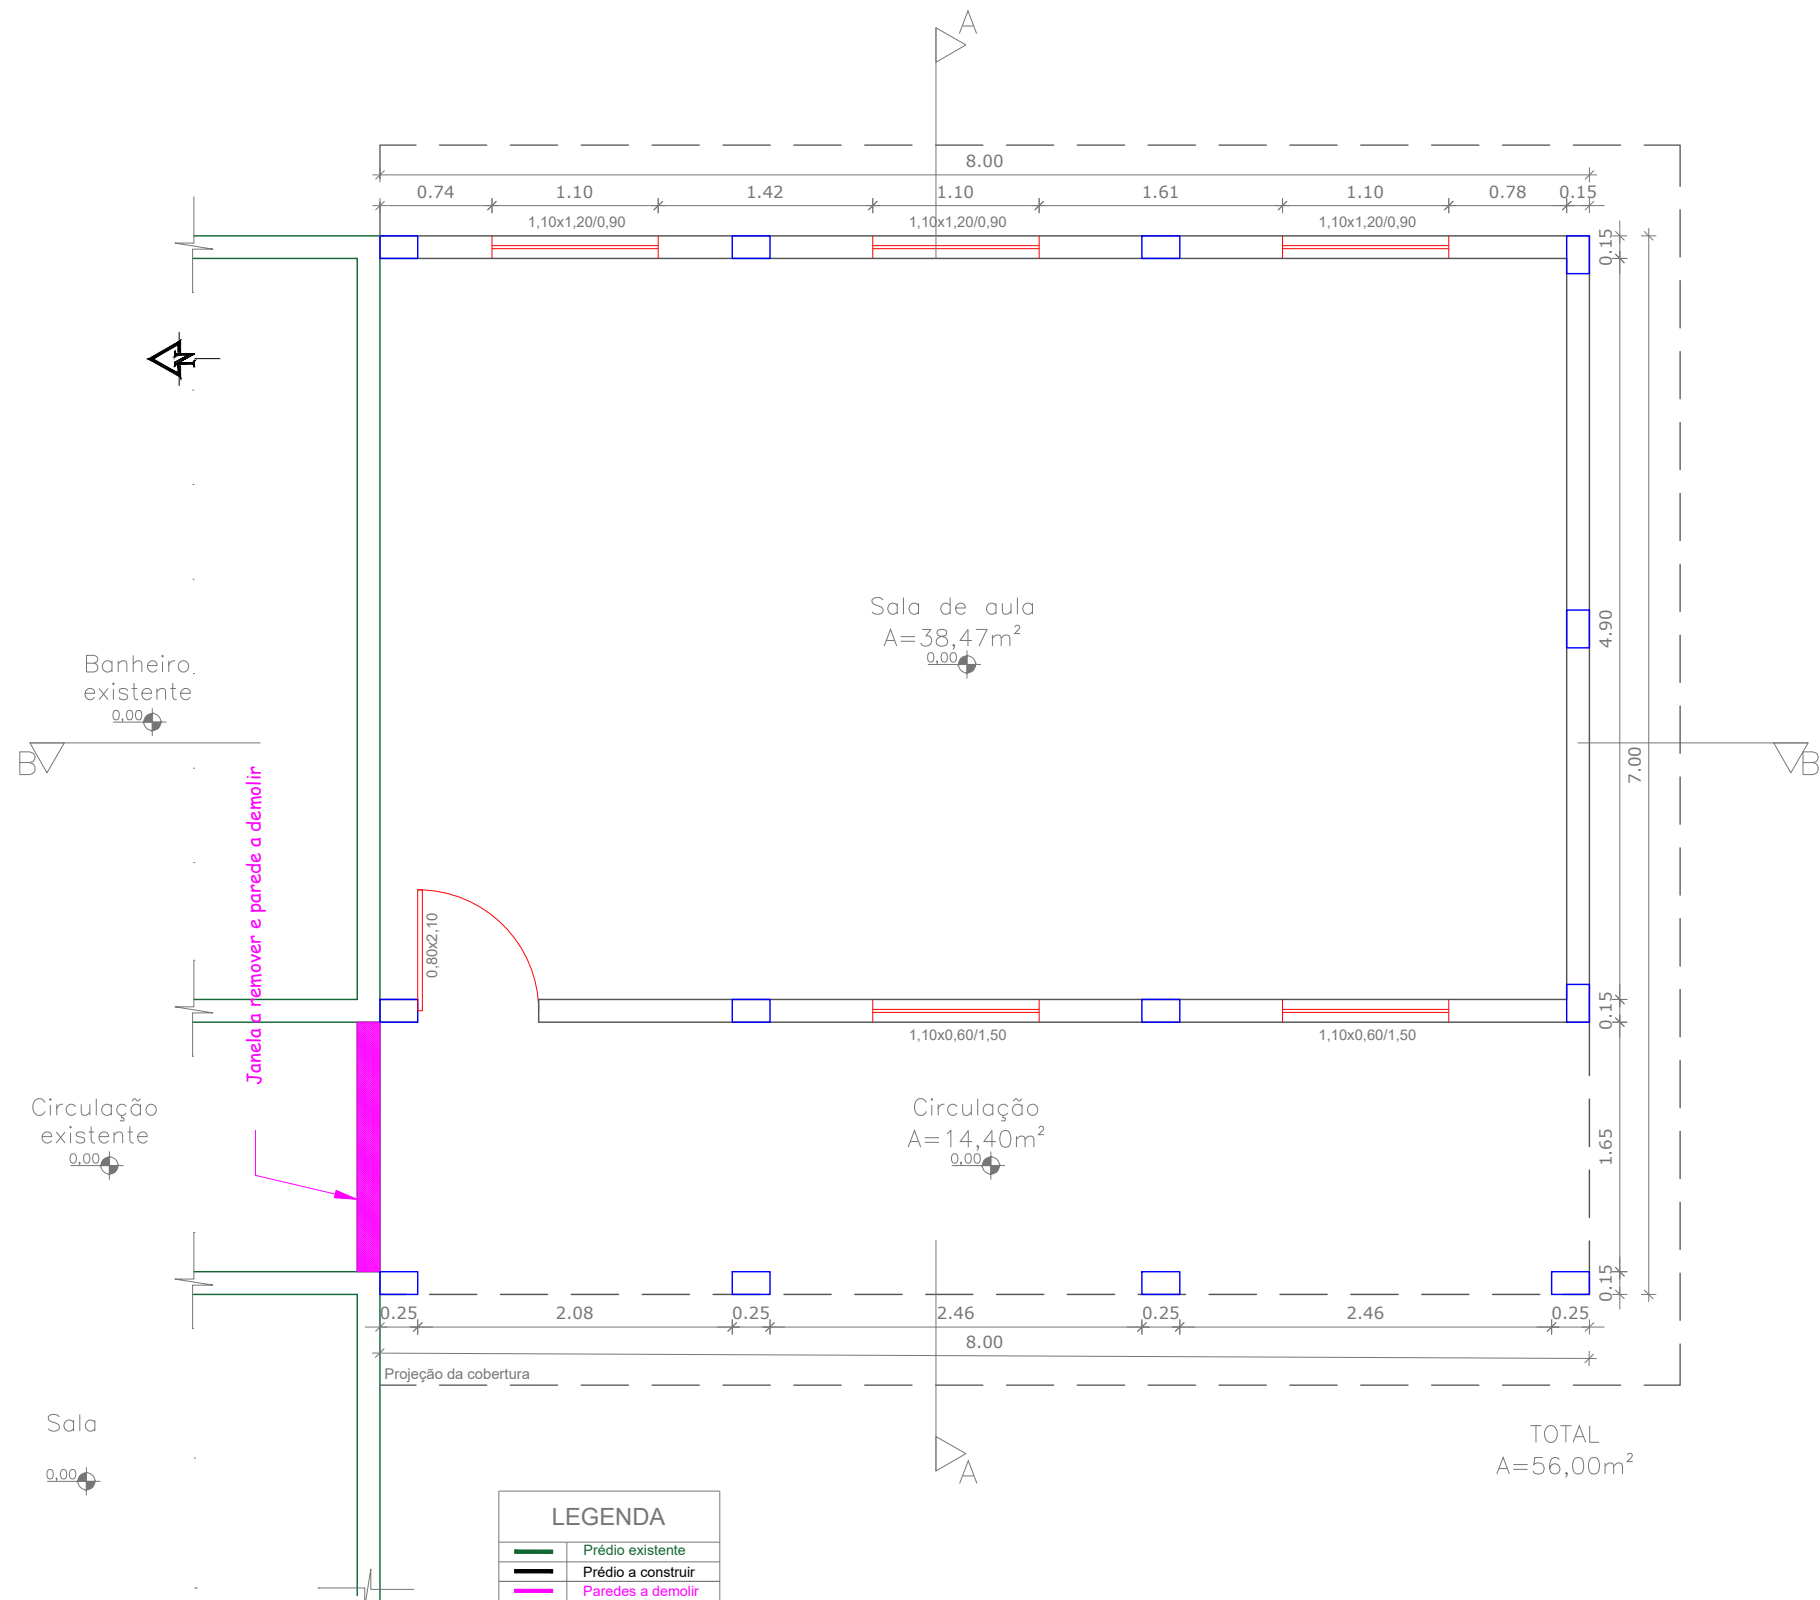 A
8.00
0.74 1.10 1.42 1.10 1.61 1.10 0.78 0.15
1,10x1,20/0,90 1,10x1,20/0,90 1,10x1,20/0,90
0.15
N
Sala de aula
A=38,47m²
0,00
4.90
Banheiro
existente
0,00
B
B
7.00
Janela a remover e parede a demolir
0,80x2,10
0.15
1,10x0,60/1,50 1,10x0,60/1,50
Circulação
existente
0,00
Circulação
A=14,40m²
0,00
1.65
0.15
0.25 2.08 0.25 2.46 0.25 2.46 0.25
8.00
Projeção da cobertura
Sala
0,00
A
TOTAL
A=56,00m²
LEGENDA
Prédio existente
Prédio a construir
Paredes a demolir